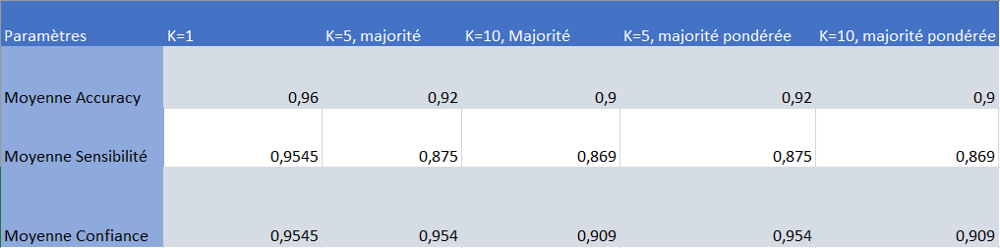 Paramètres K=1 K=5, majorité K=10, Majorité K=5, majorité pondérée K=10, majorité pondérée
Moyenne Accuracy 0,96 0,92 0,9 0,92 0,9
Moyenne Sensibilité 0,9545 0,875 0,869 0,875 0,869
Moyenne Confiance 0,9545 0,954 0,909 0,954 0,909